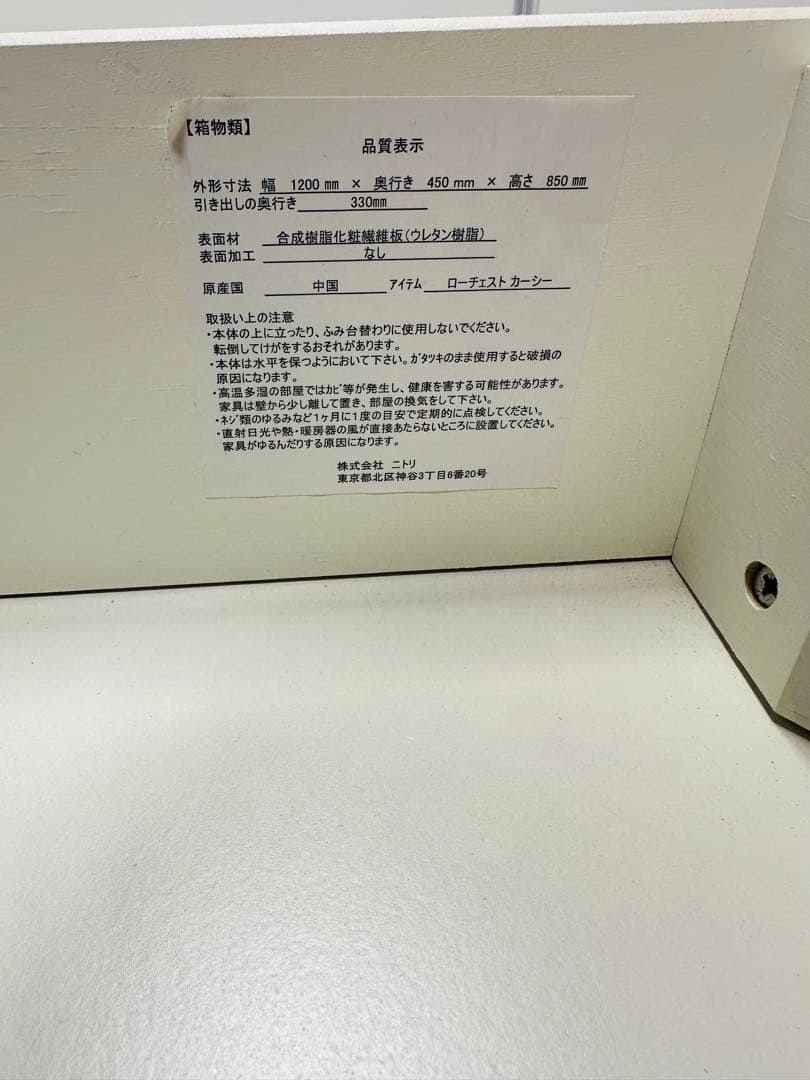 【箱物類】
品質表示
外形寸法 幅 1200 mm × 奥行き 450 mm × 高さ 850 mm
引き出しの奥行き 330mm
表面材 合成樹脂化粧繊維板(ウレタン樹脂)
表面加工 なし
原産国 中国 アイテム ローチェスト カーシー
取扱い上の注意
・本体の上に立ったり、ふみ台替わりに使用しないでください。
転倒してけがをするおそれがあります。
・本体は水平を保つようにおいて下さい。ガタツキのまま使用すると破損の
原因になります。
・高温多湿の部屋ではカビ等が発生し、健康を害する可能性があります。
家具は壁から少し離して置き、部屋の換気をして下さい。
・ネジ類のゆるみなど1ヶ月に1度の目安で定期的に点検してください。
・直射日光や熱・暖房器の風が直接あたらないところに設置してください。
家具がゆるんだりする原因になります。
株式会社 ニトリ
東京都北区神谷3丁目6番20号